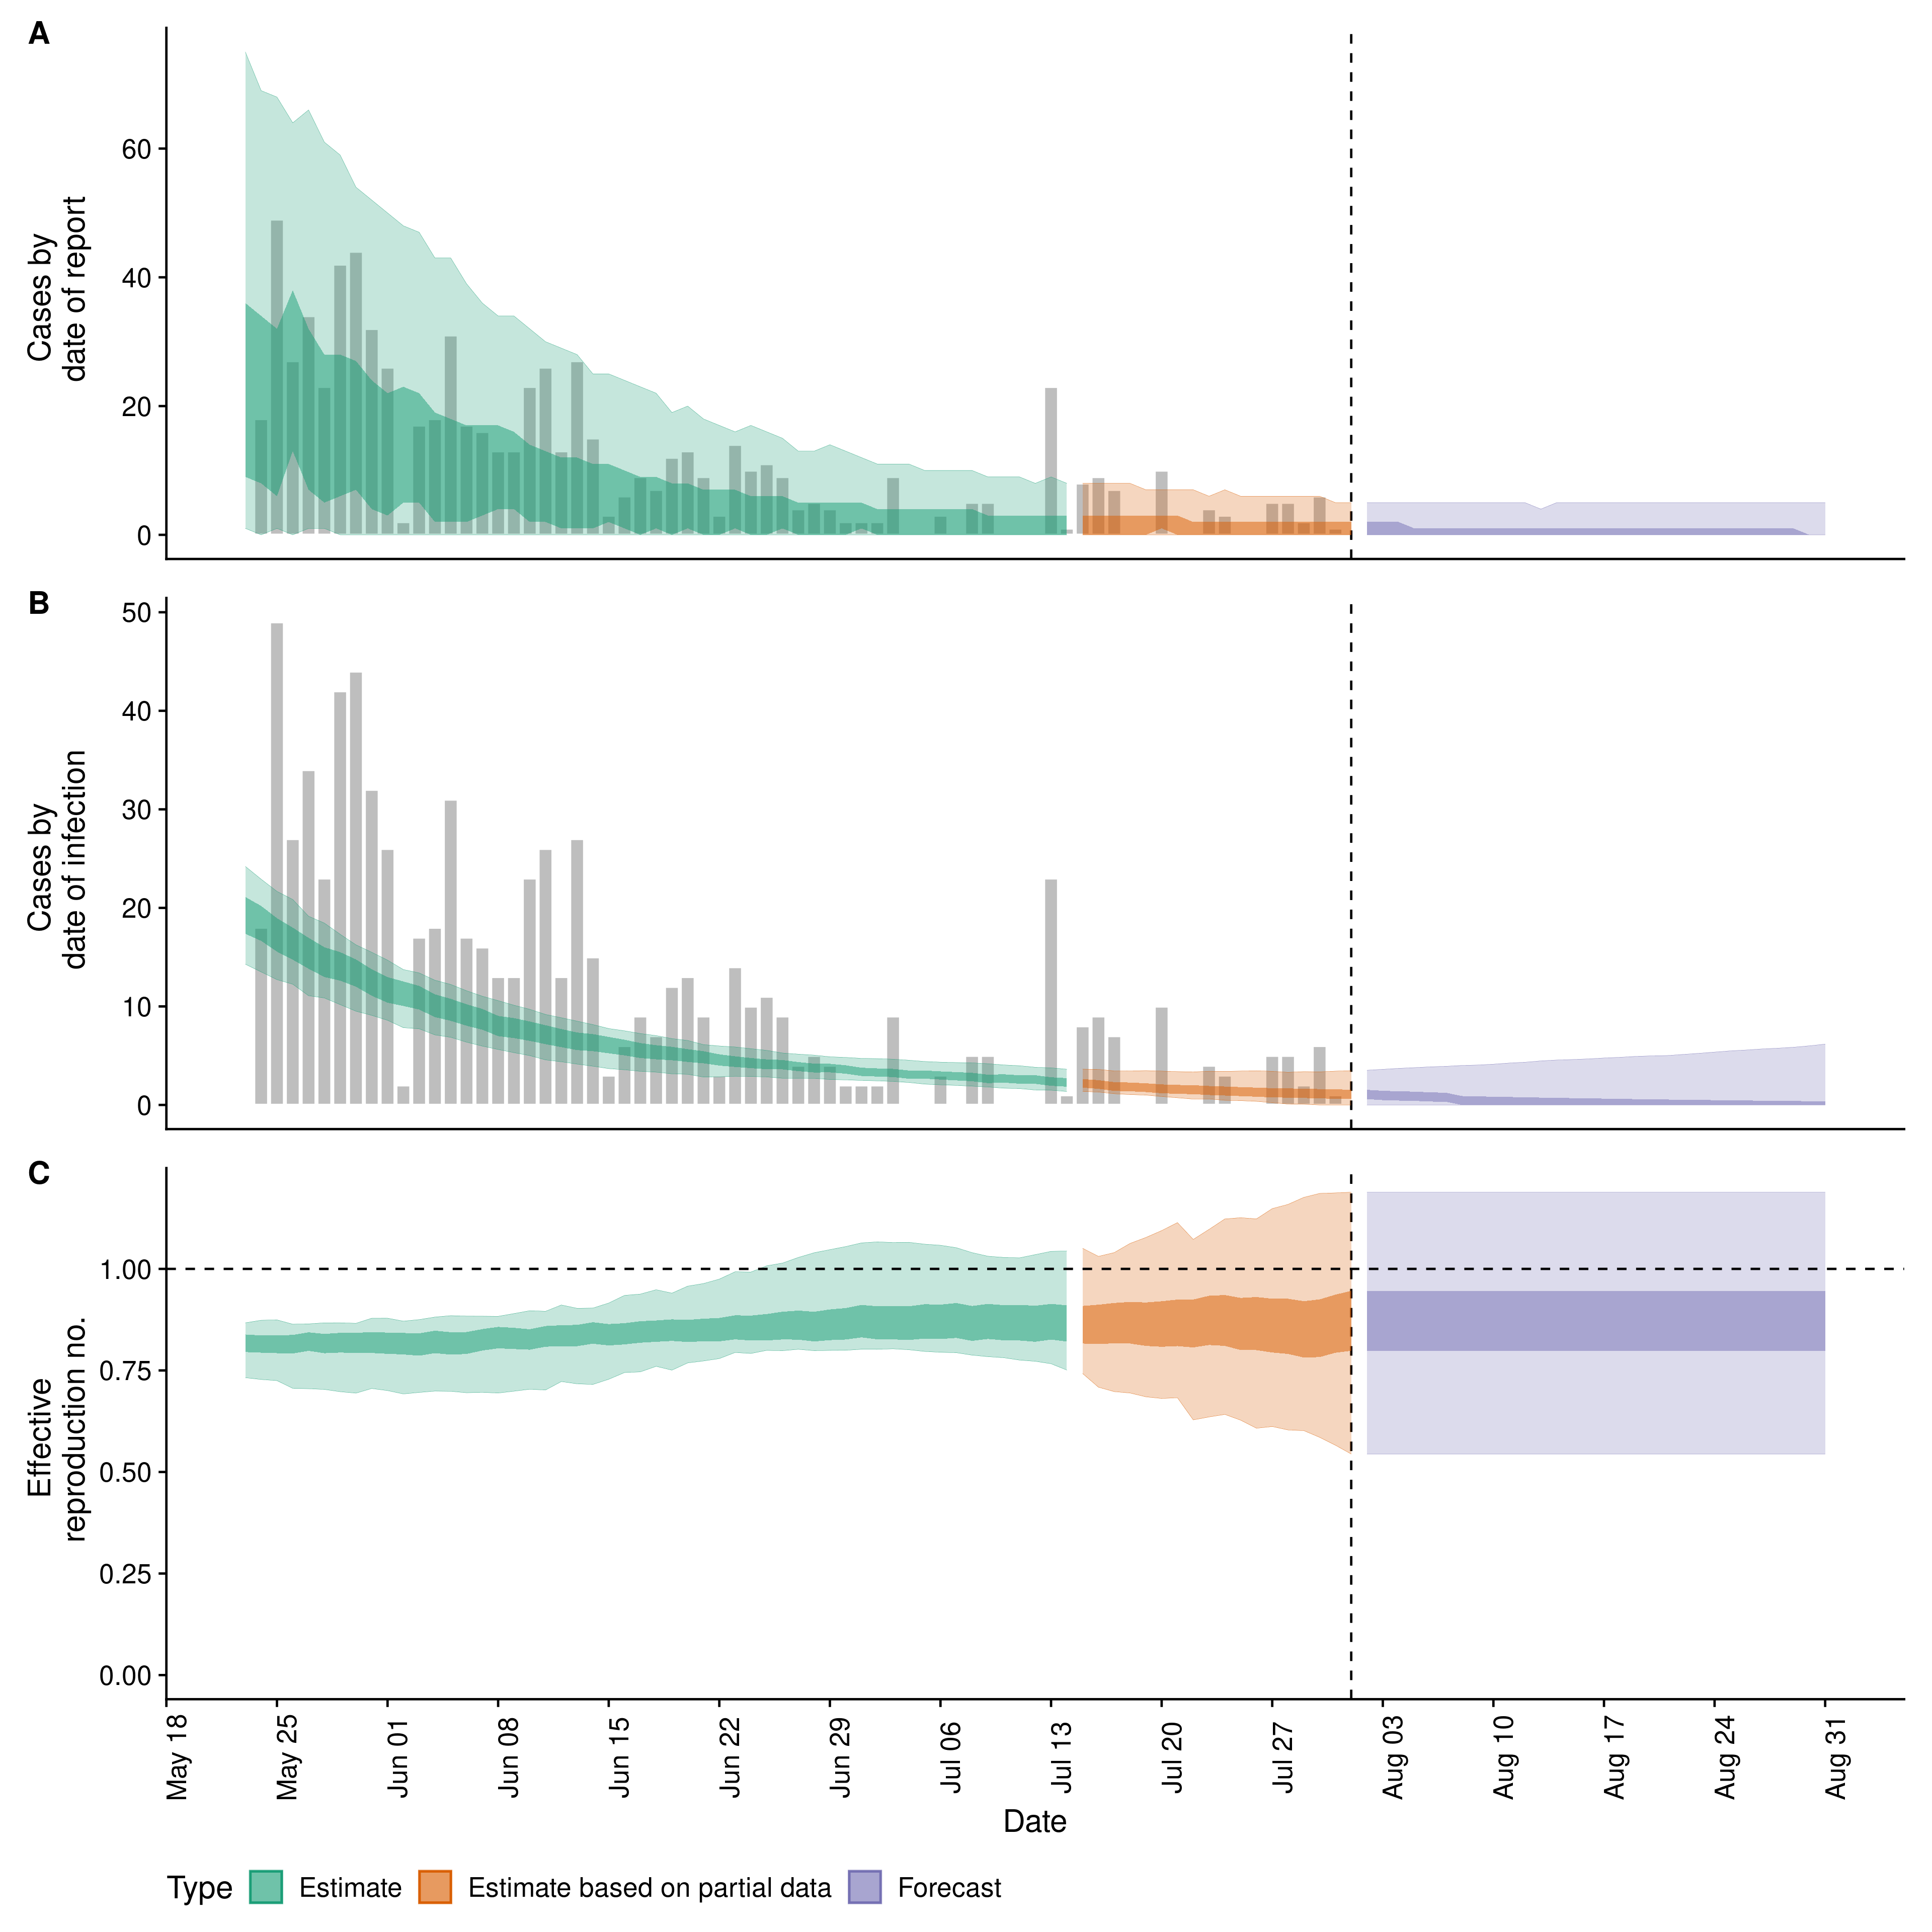 A
Cases by
date of report
60
40
20
0
B
Cases by
date of infection
50
40
30
20
10
0
C
Effective
reproduction no.
1.00
0.75
0.50
0.25
0.00
May 18
May 25
Jun 01
Jun 08
Jun 15
Jun 22
Jun 29
Jul 06
Jul 13
Jul 20
Jul 27
Aug 03
Aug 10
Aug 17
Aug 24
Aug 31
Date
Type Estimate Estimate based on partial data Forecast